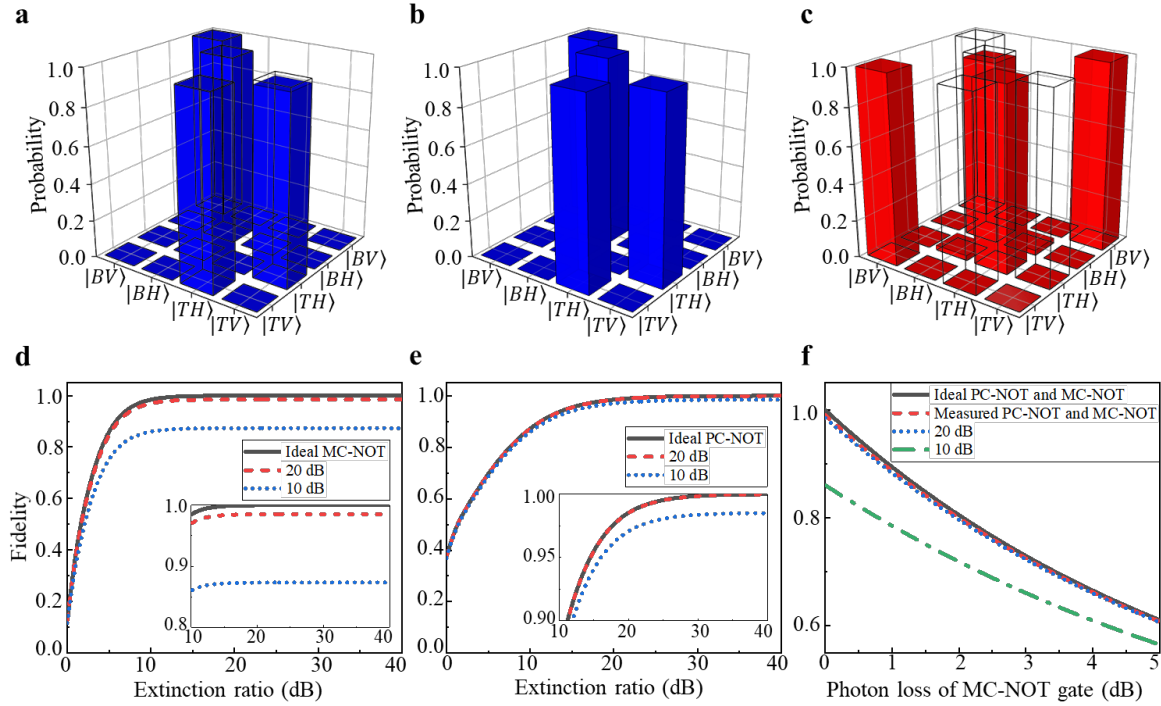 a
b
c
1.0
0.8
0.6
0.4
0.2
0.0
Probability
|BV⟩
|BH⟩
|TH⟩
|TV⟩
|TV⟩
|TH⟩
|BH⟩
|BV⟩
1.0
0.8
0.6
0.4
0.2
0.0
Probability
|BV⟩
|BH⟩
|TH⟩
|TV⟩
|TV⟩
|TH⟩
|BH⟩
|BV⟩
1.0
0.8
0.6
0.4
0.2
0.0
Probability
|BV⟩
|BH⟩
|TH⟩
|TV⟩
|TV⟩
|TH⟩
|BH⟩
|BV⟩
d
e
f
Fidelity
1.0
0.8
0.6
0.4
0.2
0.0
Ideal MC-NOT
20 dB
10 dB
1.0
0.9
0.8
10 20 30 40
0 10 20 30 40
Extinction ratio (dB)
1.0
0.8
0.6
0.4
0.2
0.0
Ideal PC-NOT
20 dB
10 dB
1.00
0.95
0.90
10 20 30 40
0 10 20 30 40
Extinction ratio (dB)
1.0
0.8
0.6
Ideal PC-NOT and MC-NOT
Measured PC-NOT and MC-NOT
20 dB
10 dB
0 1 2 3 4 5
Photon loss of MC-NOT gate (dB)